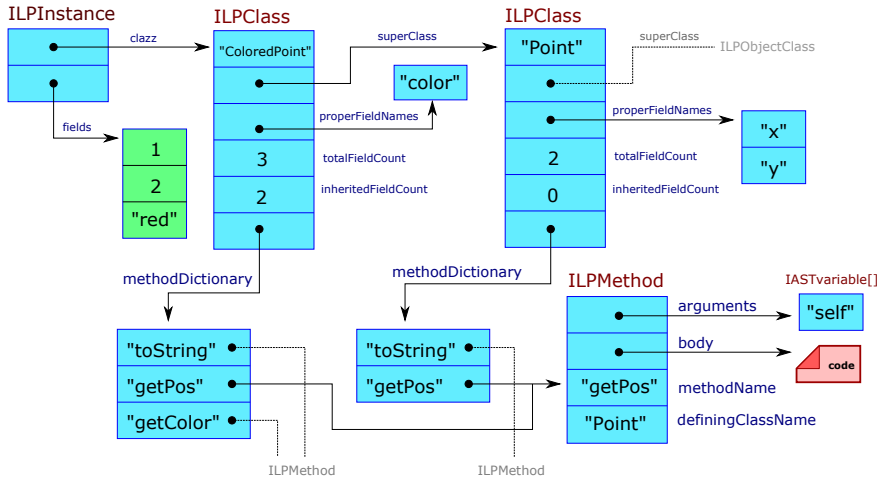 ILPInstance
ILPClass
ILPClass
clazz
superClass
superClass
ILPObjectClass
"ColoredPoint"
"Point"
"color"
fields
properFieldNames
properFieldNames
1
2
"red"
3
totalFieldCount
2
inheritedFieldCount
2
totalFieldCount
0
inheritedFieldCount
"x"
"y"
methodDictionary
methodDictionary
ILPMethod
IASTvariable[]
arguments
"self"
body
code
"toString"
"getPos"
"getColor"
"toString"
"getPos"
"getPos"
methodName
"Point"
definingClassName
ILPMethod
ILPMethod